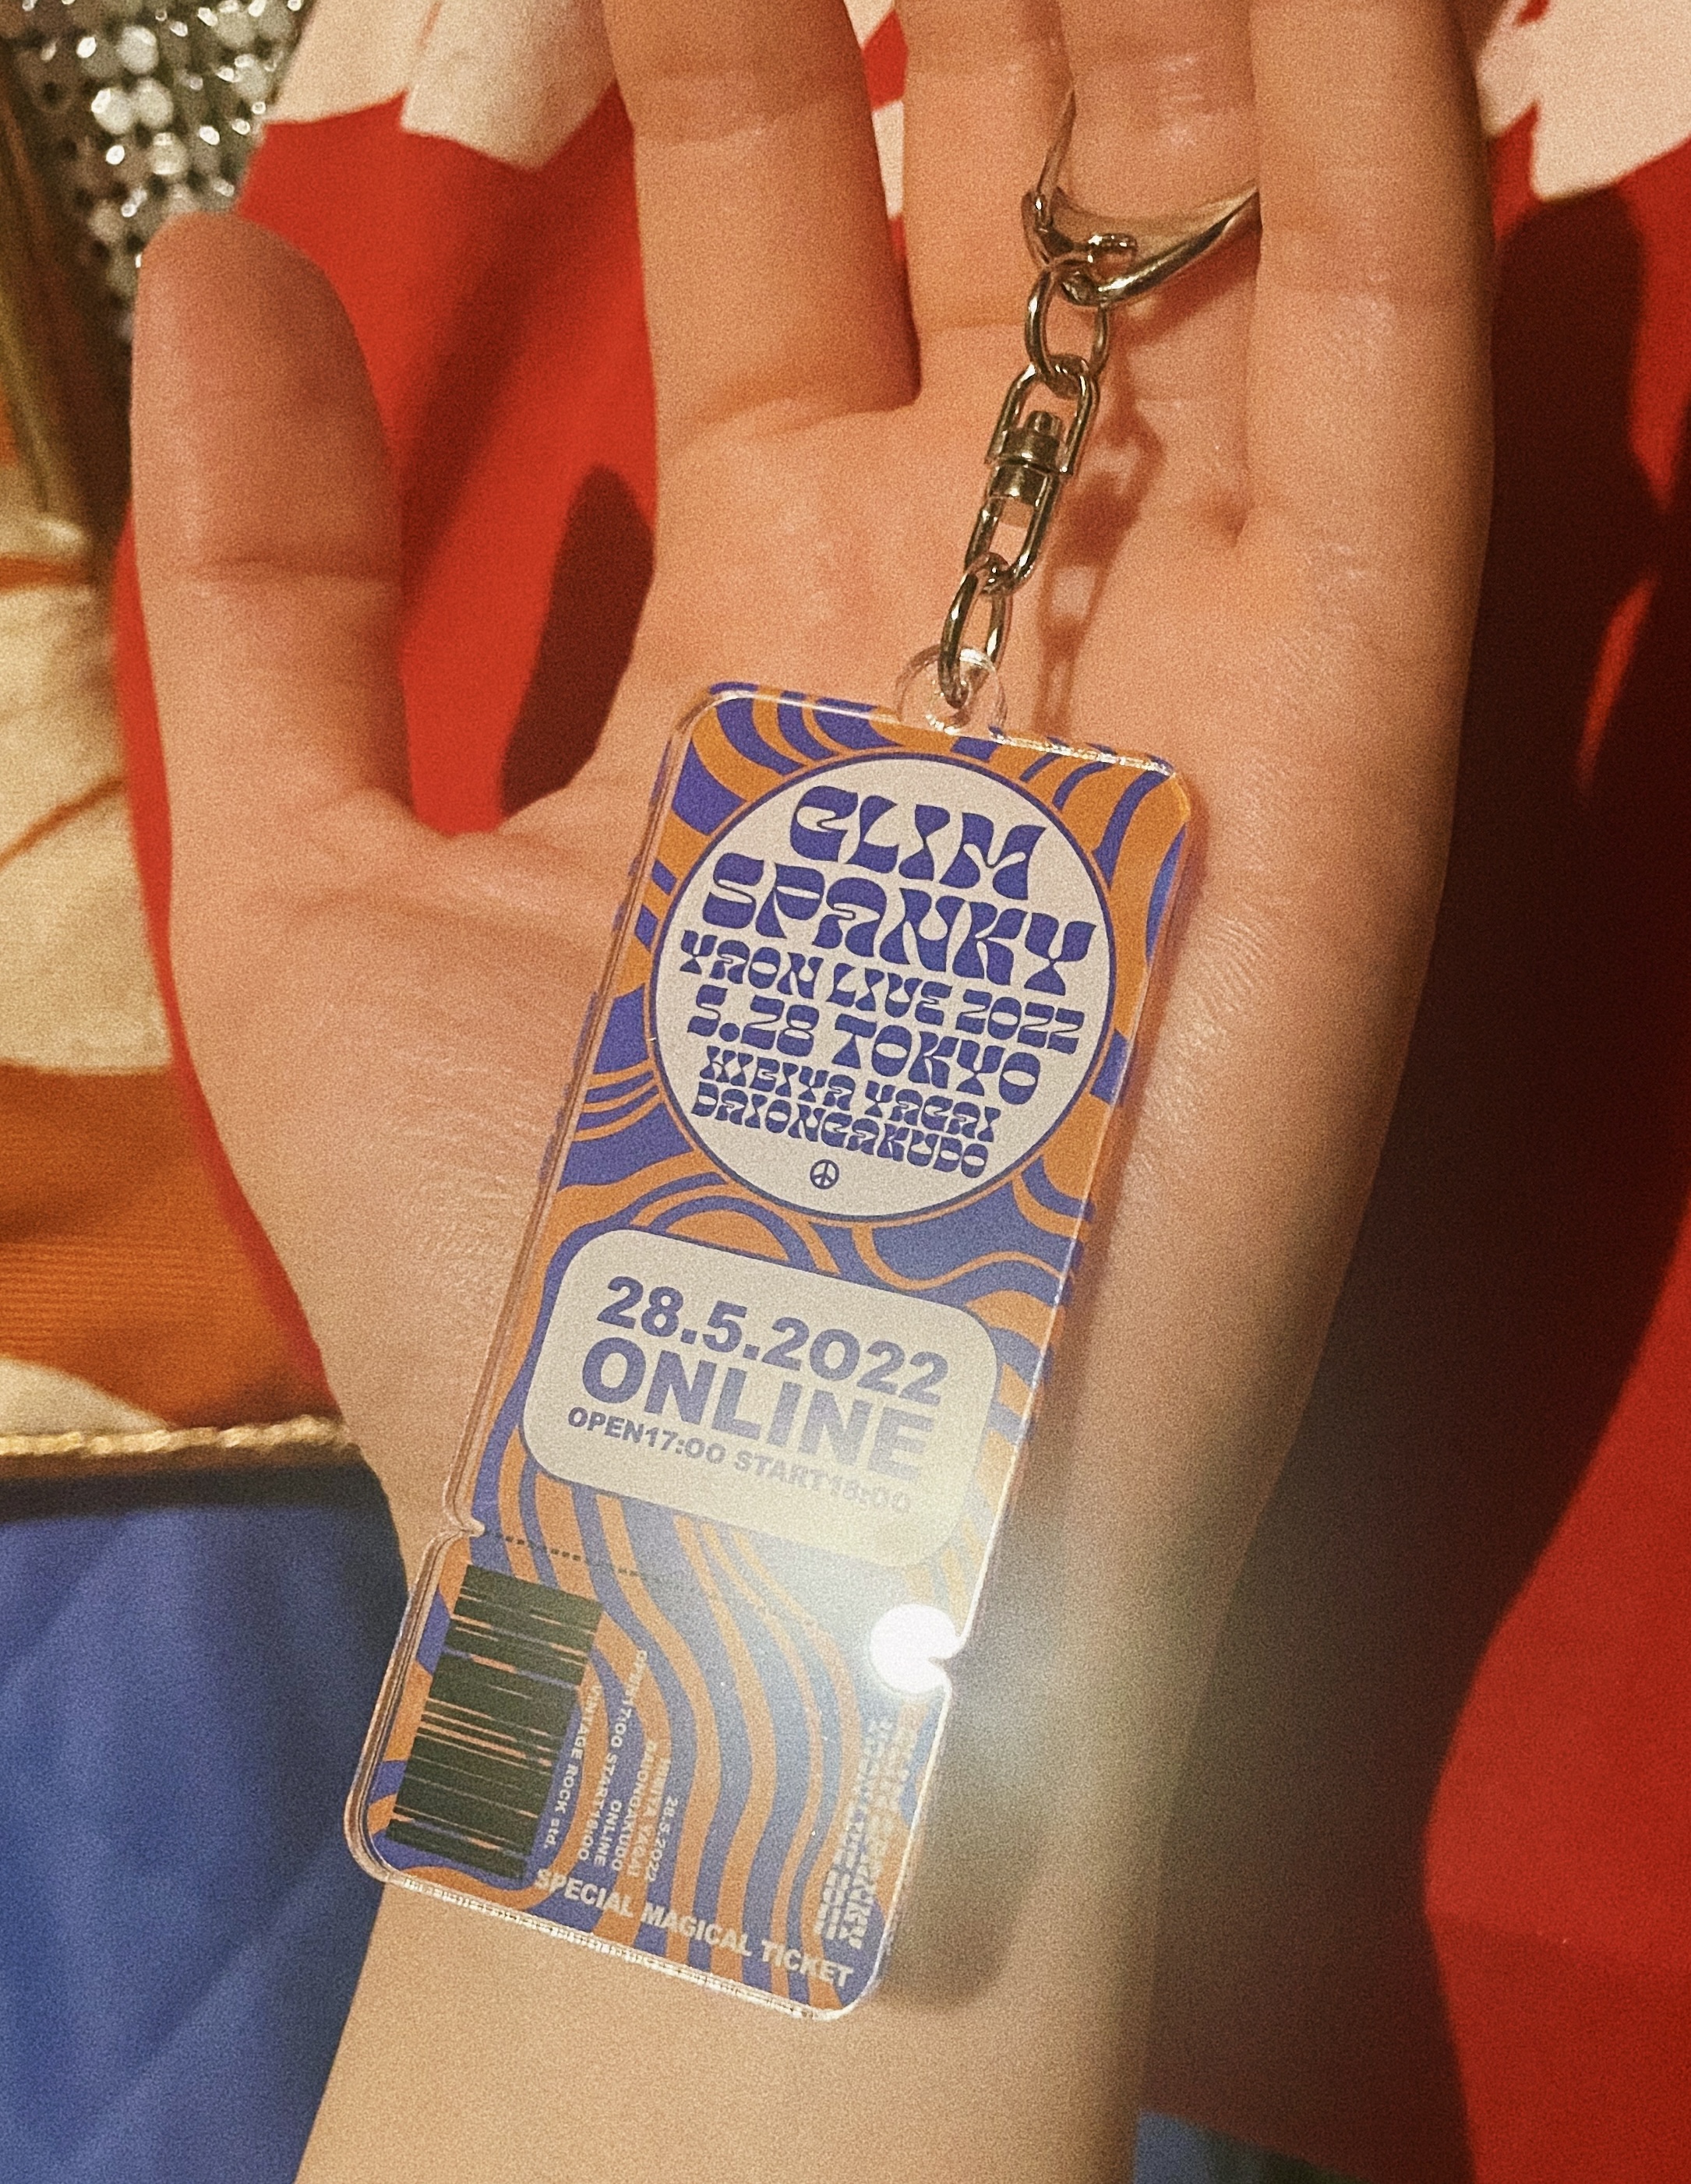 GLIM
SPANKY
YAON LIVE 2022
5.28 TOKYO
HIBIYA YAGAI
DAIONGAKUDO
28.5.2022
ONLINE
OPEN17:00 START18:00
28.5.2022
HIBIYA YAGAI
DAIONGAKUDO
ONLINE
OPEN17:00 START18:00
VINTAGE ROCK std.
SPECIAL MAGICAL TICKET